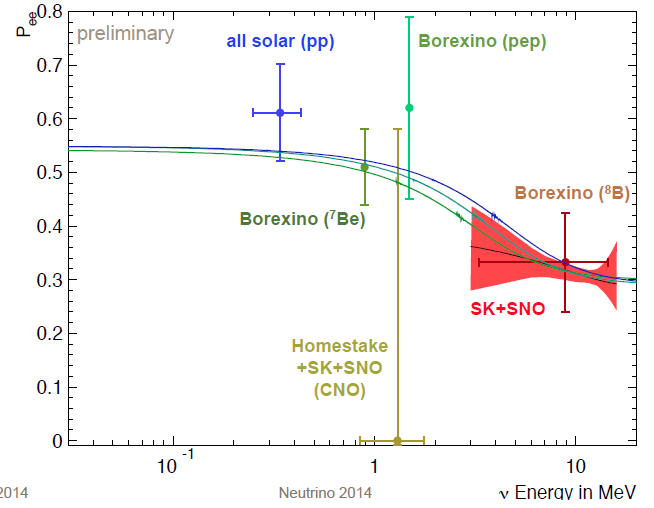 P_ee
0.8
preliminary
all solar (pp)
Borexino (pep)
0.7
0.6
0.5
Borexino (⁷Be)
Borexino (⁸B)
0.4
0.3
SK+SNO
0.2
Homestake
+SK+SNO
(CNO)
0.1
0
10⁻¹
1
10
2014
Neutrino 2014
ν Energy in MeV